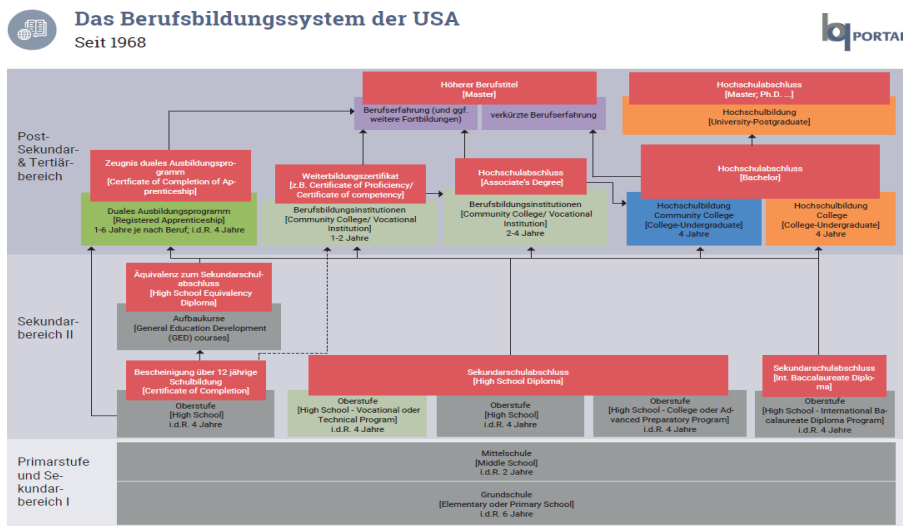 Das Berufsbildungssystem der USA
Seit 1968
bq PORTAL
Post-
Sekundar-
& Tertiär-
bereich
Höherer Berufstitel
[Master]
Berufserfahrung (und ggf.
weitere Fortbildungen)
verkürzte Berufserfahrung
Hochschulabschluss
[Master; Ph.D. ...]
Hochschulbildung
[University-Postgraduate]
Zeugnis duales Ausbildungspro-
gramm
[Certficate of Completion of Ap-
prenticeship]
Duales Ausbildungsprogramm
[Registered Apprenticeship]
1-6 Jahre je nach Beruf; i.d.R. 4 Jahre
Weiterbildungszertifikat
[z.B. Certificate of Proficiency/
Certificate of competency]
Berufsbildungsinstitutionen
[Community College/ Vocational
Institution]
1-2 Jahre
Hochschulabschluss
[Associate's Degree]
Berufsbildungsinstitutionen
[Community College/ Vocational
Institution]
2-4 Jahre
Hochschulabschluss
[Bachelor]
Hochschulbildung
Community College
[College-Undergraduate]
4 Jahre
Hochschulbildung
College
[College-Undergraduate]
4 Jahre
Sekundar-
bereich II
Äquivalenz zum Sekundarschul-
abschluss
[High School Equivalency
Diploma]
Aufbaukurse
[General Education Development
(GED) courses]
Bescheinigung über 12 jährige
Schulbildung
[Certificate of Completion]
Oberstufe
[High School]
i.d.R. 4 Jahre
Sekundarschulabschluss
[High School Diploma]
Oberstufe
[High School - Vocational oder
Technical Program]
i.d.R. 4 Jahre
Oberstufe
[High School]
i.d.R. 4 Jahre
Oberstufe
[High School - College oder Ad-
vanced Preparatory Program]
i.d.R. 4 Jahre
Sekundarschulabschluss
[Int. Baccalaureate Diplo-
ma]
Oberstufe
[High School - International Ba-
calaureate Diploma Program]
i.d.R. 4 Jahre
Primarstufe
und Se-
kundar-
bereich I
Mittelschule
[Middle School]
i.d.R. 2 Jahre
Grundschule
[Elementary oder Primary School]
i.d.R. 6 Jahre